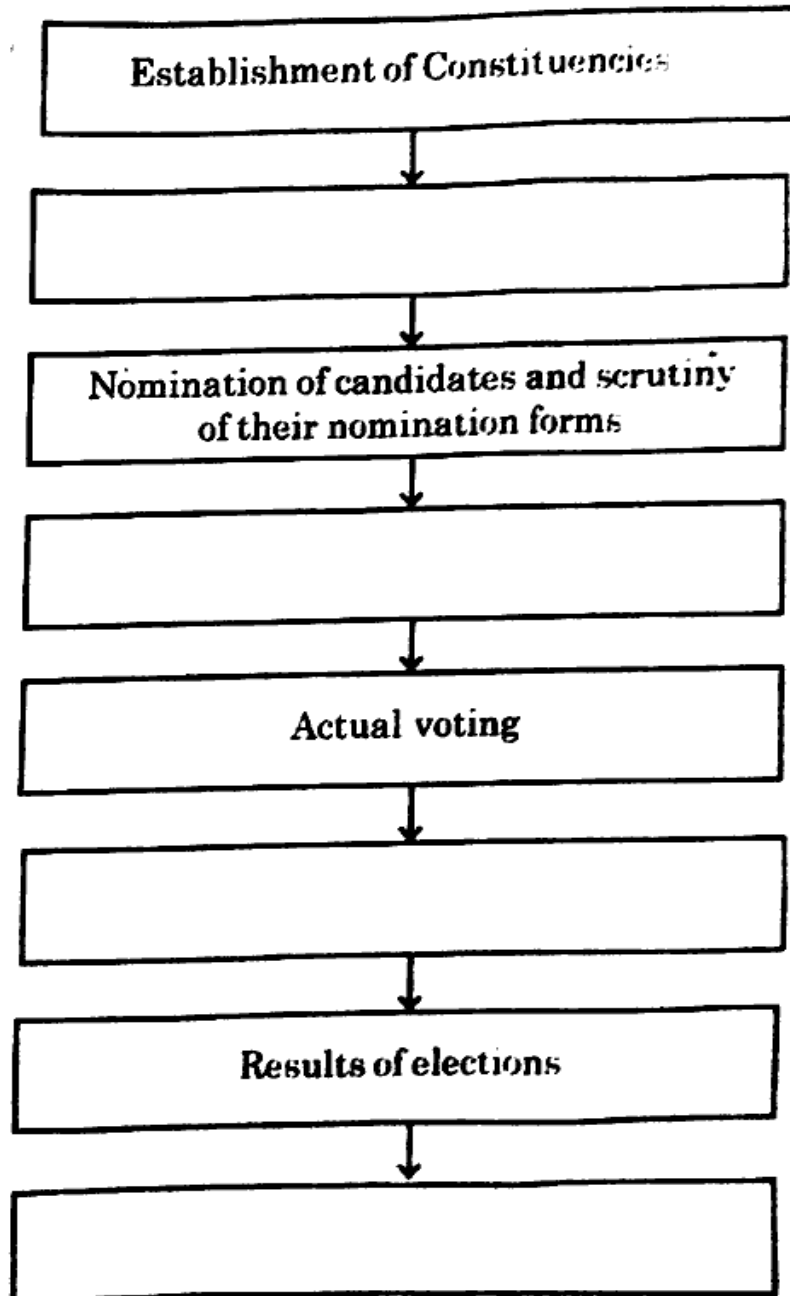 Establishment of Constituencies
Nomination of candidates and scrutiny
of their nomination forms
Actual voting
Results of elections